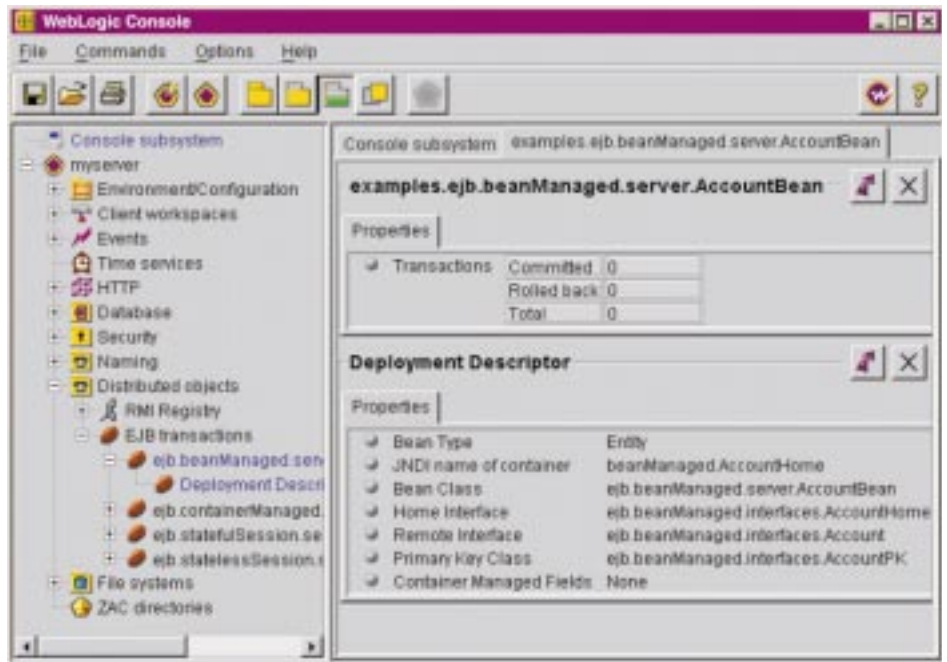 WebLogic Console
File Commands Options Help
Console subsystem
myserver
Environment/Configuration
Client workspaces
Events
Time services
HTTP
Database
Security
Naming
Distributed objects
RMI Registry
EJB transactions
ejb.beanManaged.serv
Deployment Descri
ejb.containerManaged.
ejb.statefulSession.se
ejb.statelessSession.s
File systems
ZAC directories
Console subsystem examples.ejb.beanManaged.server.AccountBean
examples.ejb.beanManaged.server.AccountBean
Properties
Transactions Committed 0
Rolled back 0
Total 0
Deployment Descriptor
Properties
Bean Type Entity
JNDI name of container beanManaged.AccountHome
Bean Class ejb.beanManaged.server.AccountBean
Home Interface ejb.beanManaged.interfaces.AccountHome
Remote Interface ejb.beanManaged.interfaces.Account
Primary Key Class ejb.beanManaged.interfaces.AccountPK
Container Managed Fields None